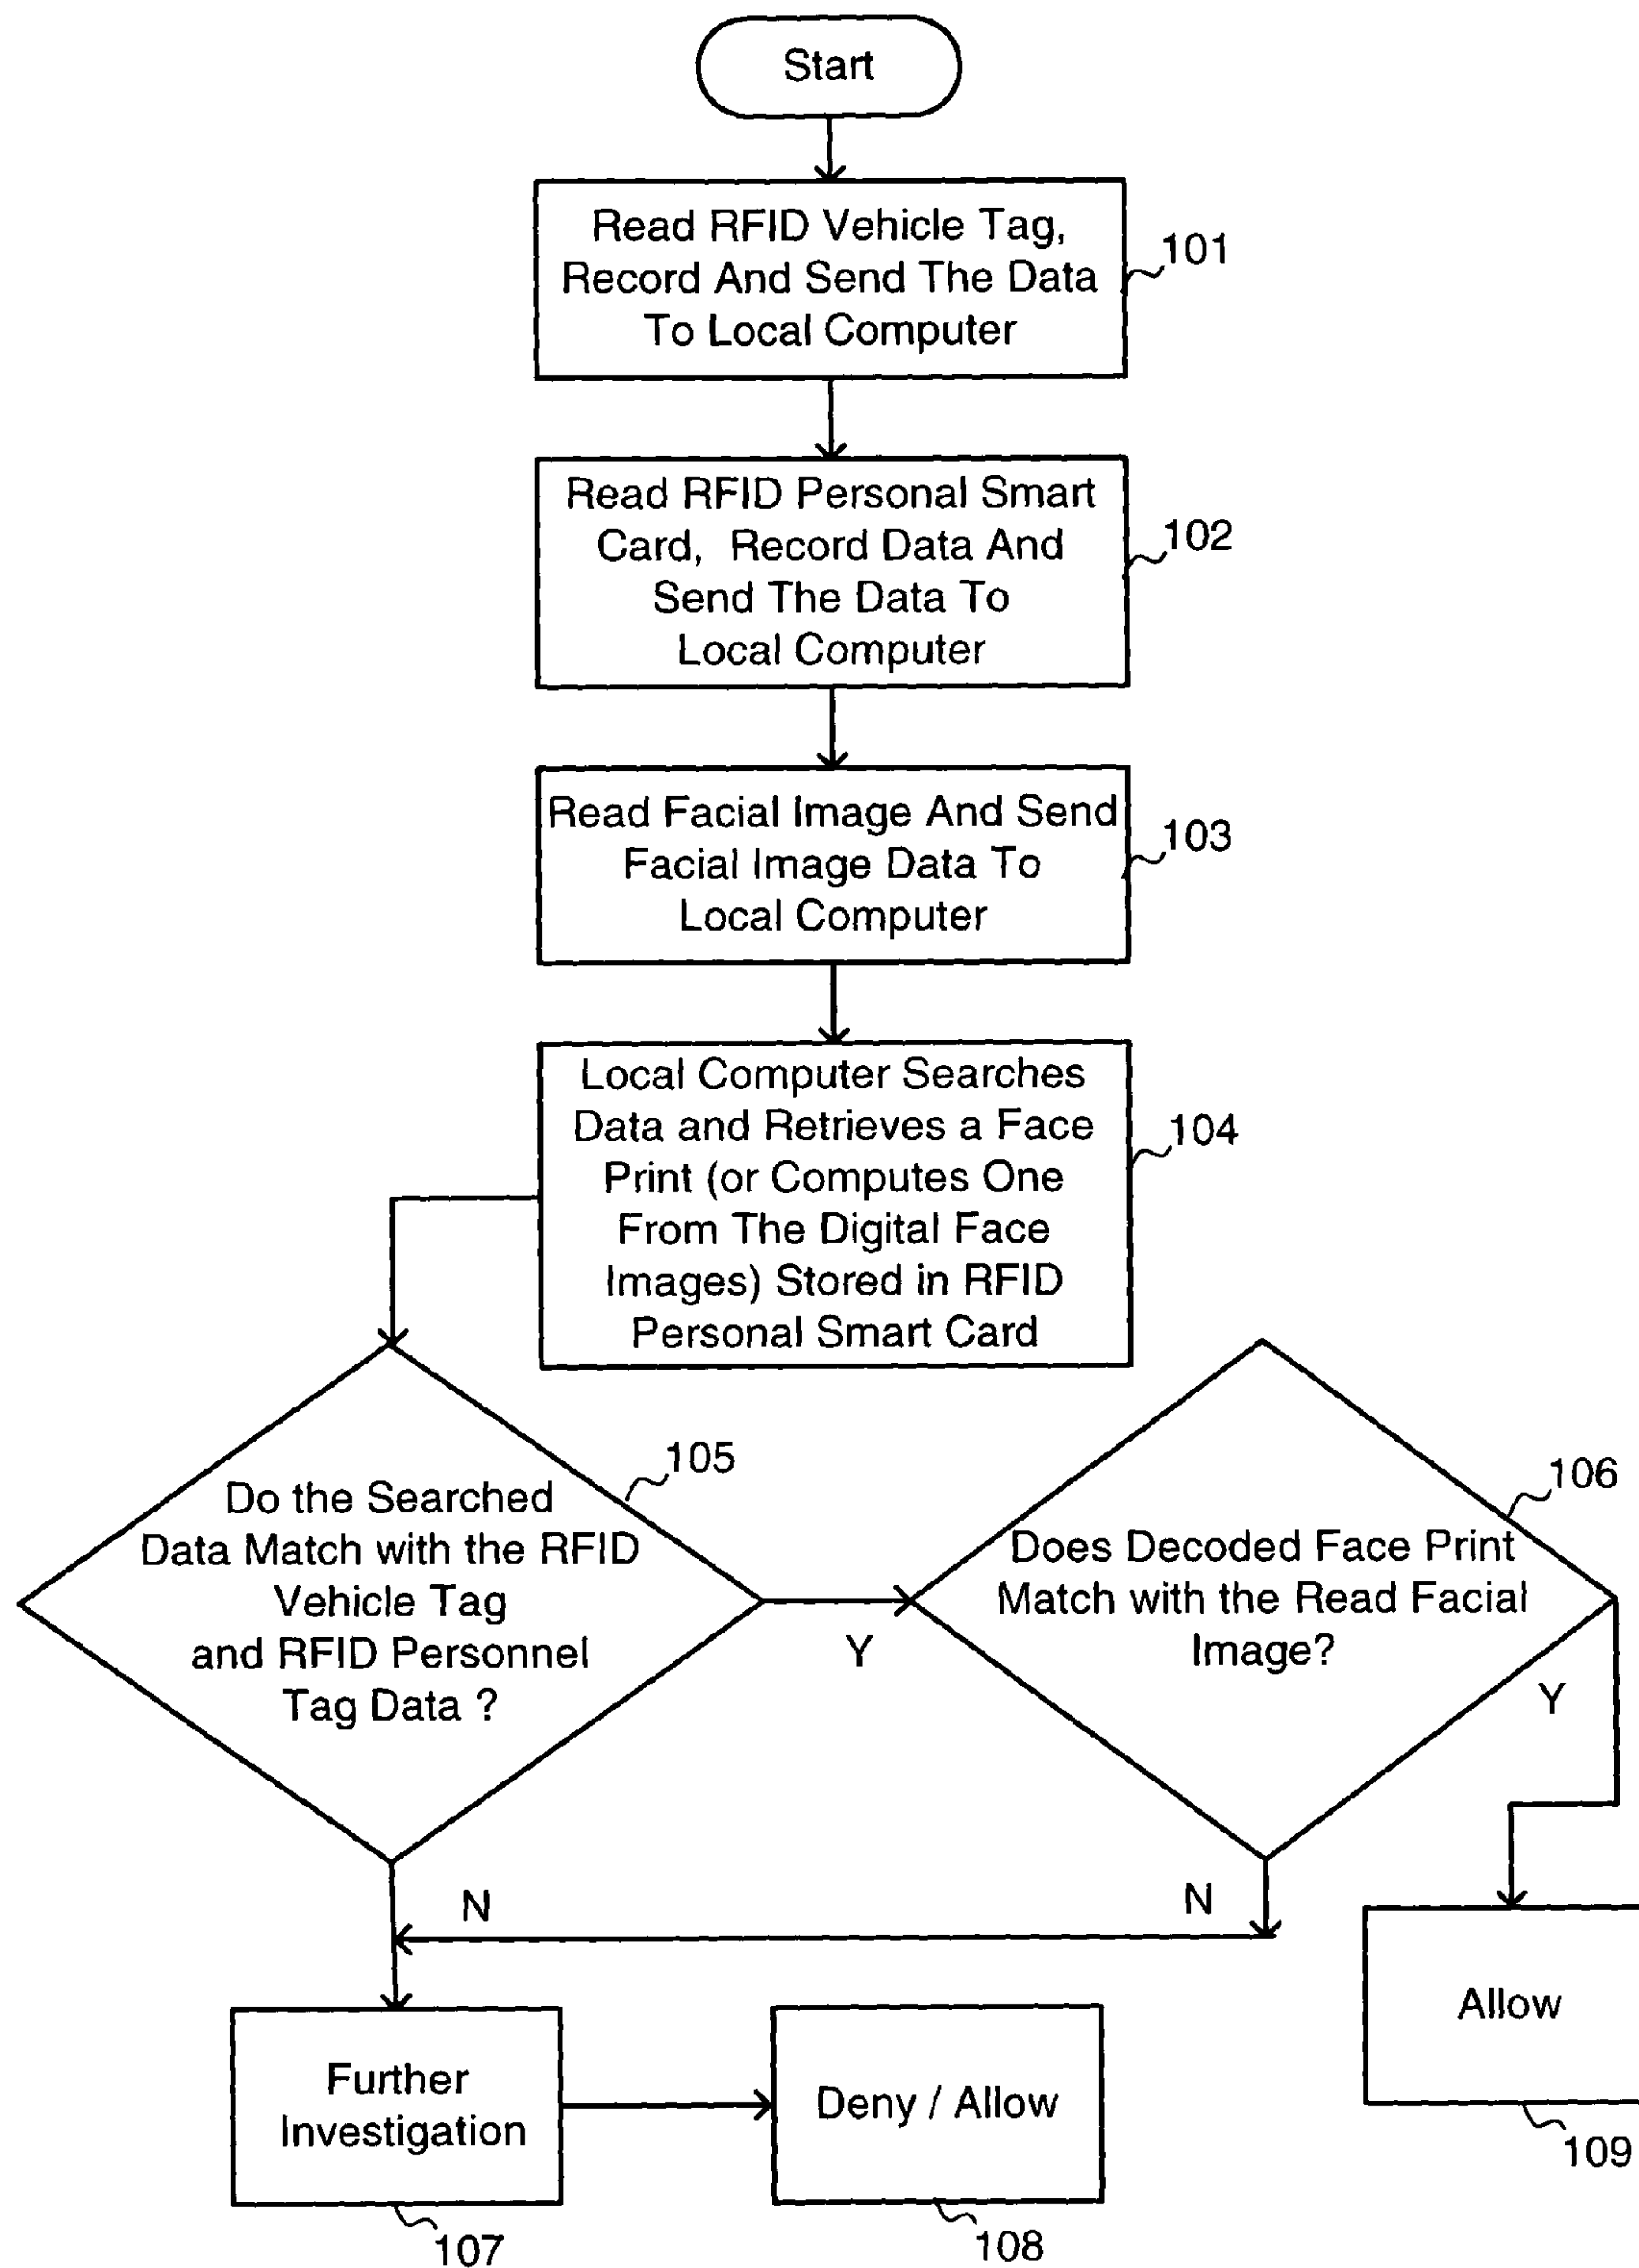 Start
Read RFID Vehicle Tag,
Record And Send The Data
To Local Computer
101
Read RFID Personal Smart
Card, Record Data And
Send The Data To
Local Computer
102
Read Facial Image And Send
Facial Image Data To
Local Computer
103
Local Computer Searches
Data and Retrieves a Face
Print (or Computes One
From The Digital Face
Images) Stored in RFID
Personal Smart Card
104
Do the Searched
Data Match with the RFID
Vehicle Tag
and RFID Personnel
Tag Data ?
105
Y
Does Decoded Face Print
Match with the Read Facial
Image?
106
Y
N
N
Further
Investigation
107
Deny / Allow
108
Allow
109